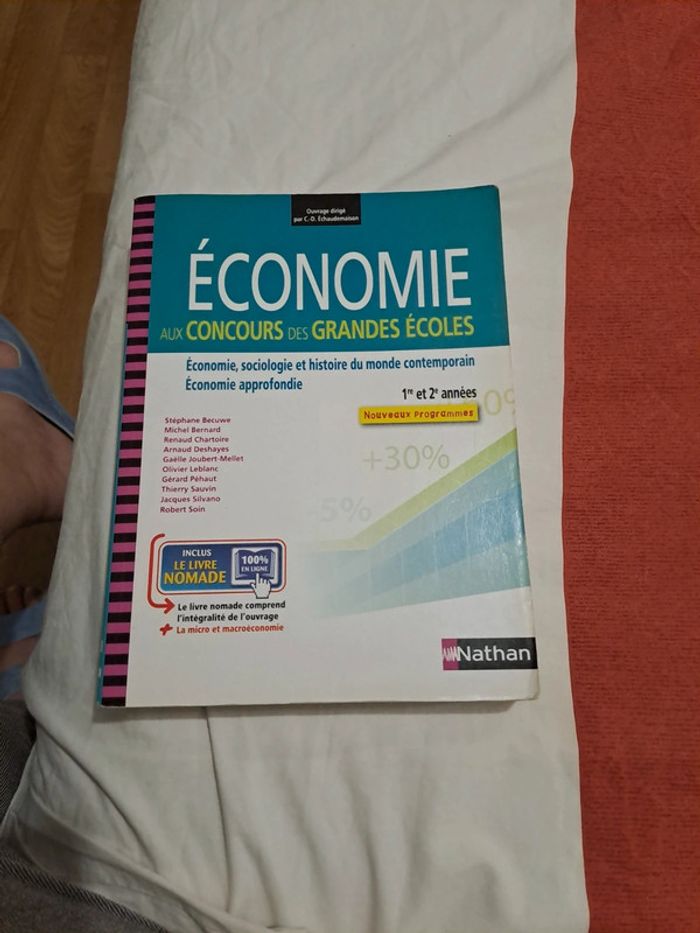 Ouvrage dirigé
par C.-D. Echaudemaison
ÉCONOMIE
AUX CONCOURS DES GRANDES ÉCOLES
Économie, sociologie et histoire du monde contemporain
Économie approfondie
1re et 2e années
Nouveaux Programmes
Stéphane Becuwe
Michel Bernard
Renaud Chartoire
Arnaud Deshayes
Gaëlle Joubert-Mellet
Olivier Leblanc
Gérard Péhaut
Thierry Sauvin
Jacques Silvano
Robert Soin
+30%
-5%
INCLUS
LE LIVRE
NOMADE
100%
EN LIGNE
Le livre nomade comprend
l'intégralité de l'ouvrage
+ La micro et macroéconomie
Nathan